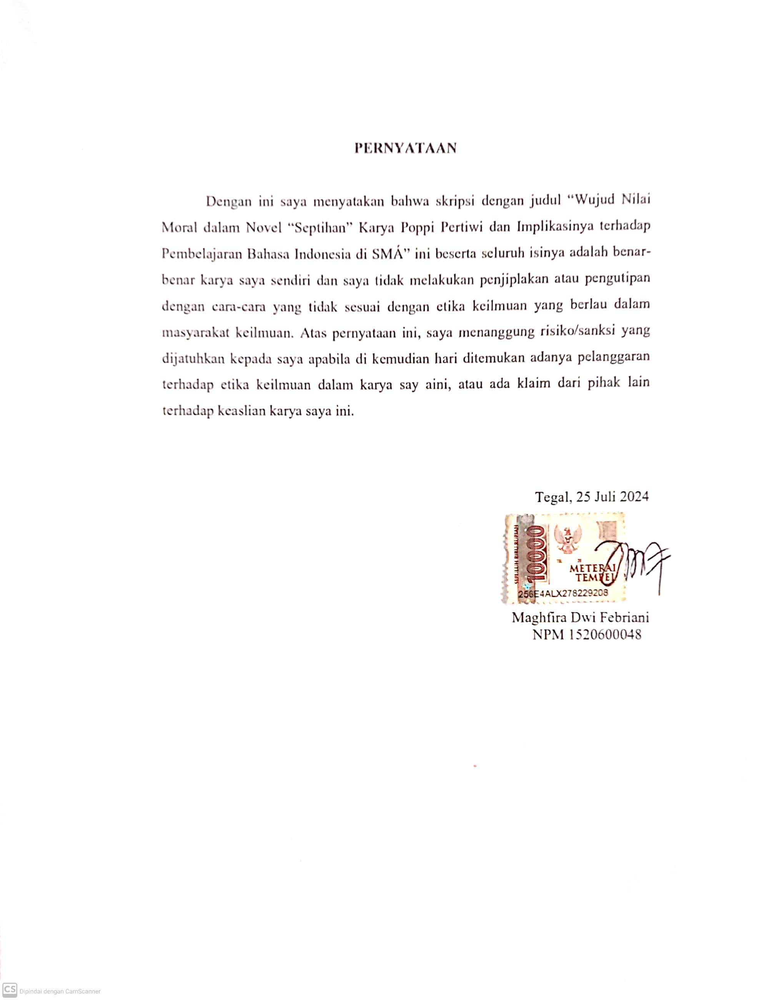 PERNYATAAN
Dengan ini saya menyatakan bahwa skripsi dengan judul “Wujud Nilai
Moral dalam Novel “Septihan” Karya Poppi Pertiwi dan Implikasinya terhadap
Pembelajaran Bahasa Indonesia di SMÁ” ini beserta seluruh isinya adalah benar-
benar karya saya sendiri dan saya tidak melakukan penjiplakan atau pengutipan
dengan cara-cara yang tidak sesuai dengan etika keilmuan yang berlau dalam
masyarakat keilmuan. Atas pernyataan ini, saya menanggung risiko/sanksi yang
dijatuhkan kepada saya apabila di kemudian hari ditemukan adanya pelanggaran
terhadap etika keilmuan dalam karya say aini, atau ada klaim dari pihak lain
terhadap keaslian karya saya ini.
Tegal, 25 Juli 2024
SEPULUH RIBU RUPIAH
10000
METERAI
TEMPEL
256E4ALX278229208
Maghfira Dwi Febriani
NPM 1520600048
CS Dipindai dengan CamScanner